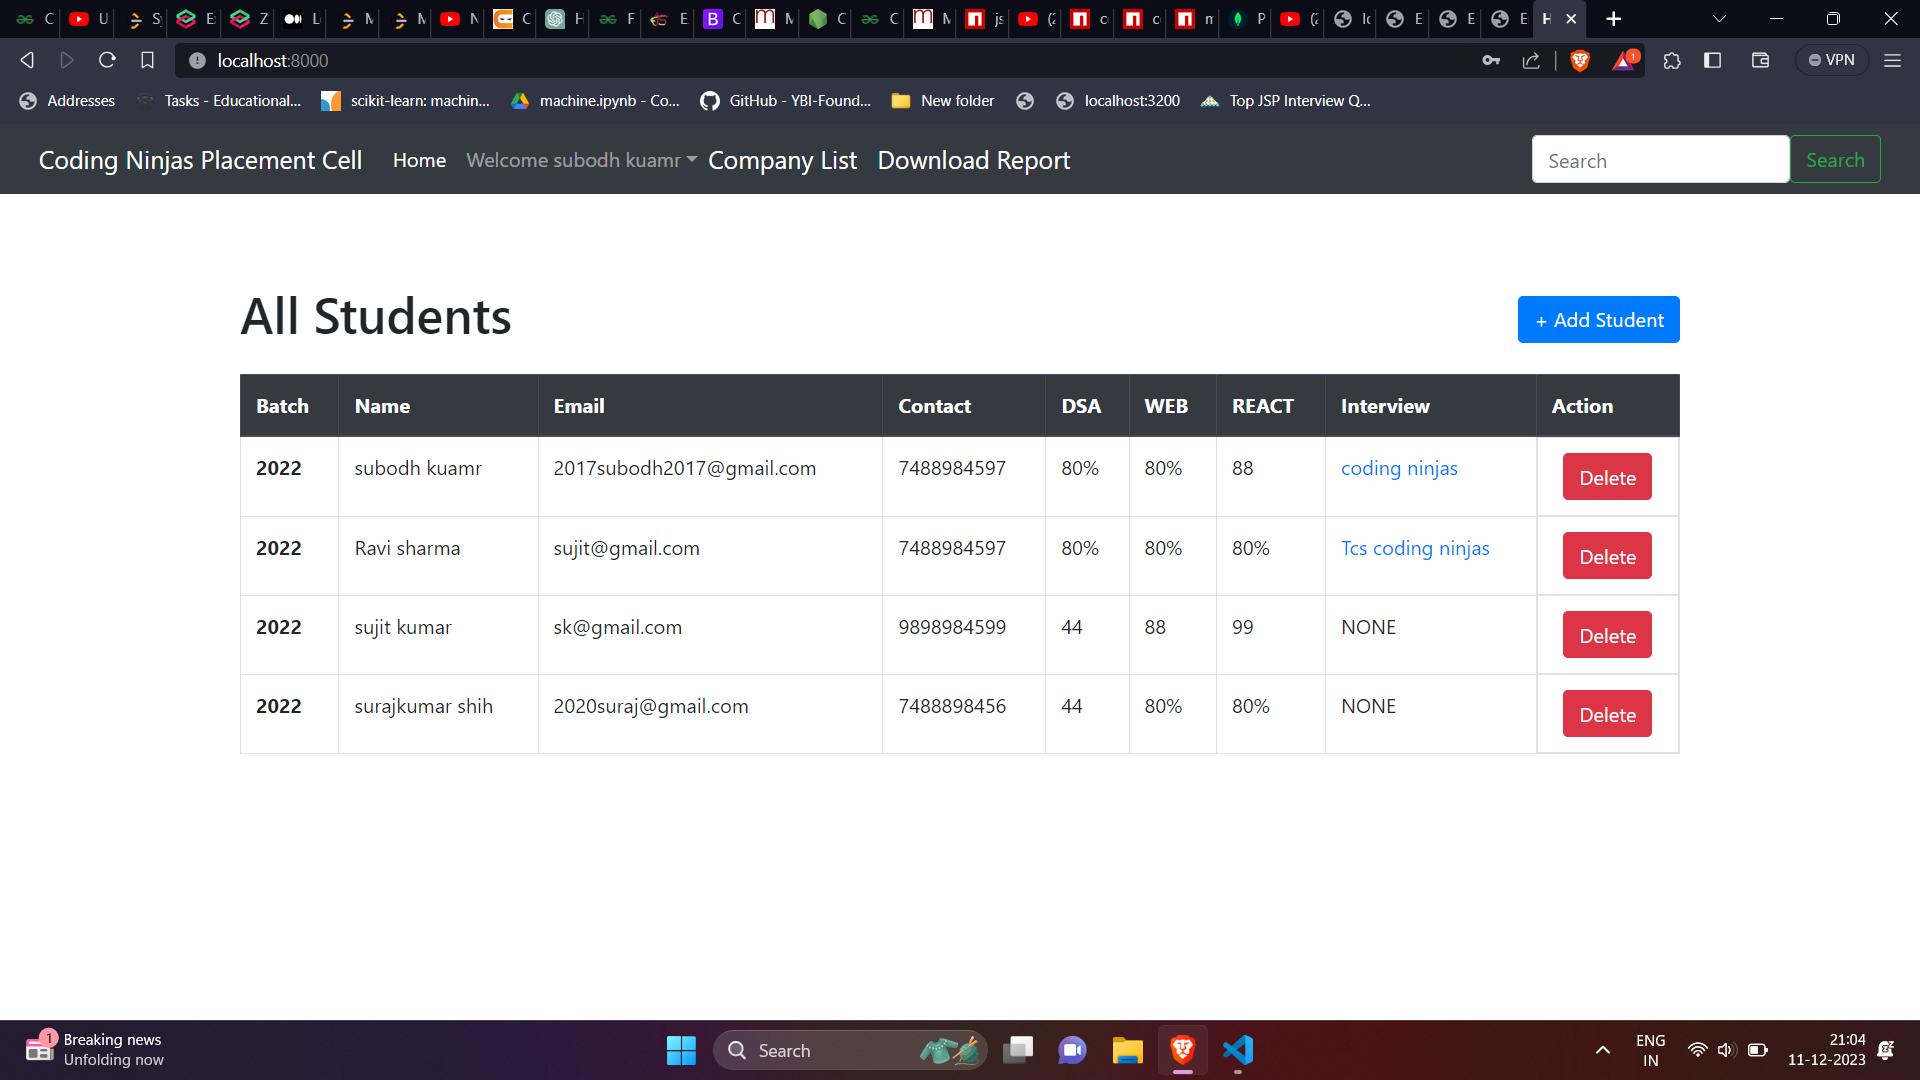 localhost:8000
1
VPN
Addresses
Tasks - Educational...
scikit-learn: machin...
machine.ipynb - Co...
GitHub - YBI-Found...
New folder
localhost:3200
Top JSP Interview Q...
Coding Ninjas Placement Cell
Home
Welcome subodh kuamr
Company List
Download Report
Search
Search
All Students
+ Add Student
Batch Name Email Contact DSA WEB REACT Interview Action
2022 subodh kuamr 2017subodh2017@gmail.com 7488984597 80% 80% 88 coding ninjas Delete
2022 Ravi sharma sujit@gmail.com 7488984597 80% 80% 80% Tcs coding ninjas Delete
2022 sujit kumar sk@gmail.com 9898984599 44 88 99 NONE Delete
2022 surajkumar shih 2020suraj@gmail.com 7488898456 44 80% 80% NONE Delete
1
Breaking news
Unfolding now
Search
ENG
IN
21:04
11-12-2023